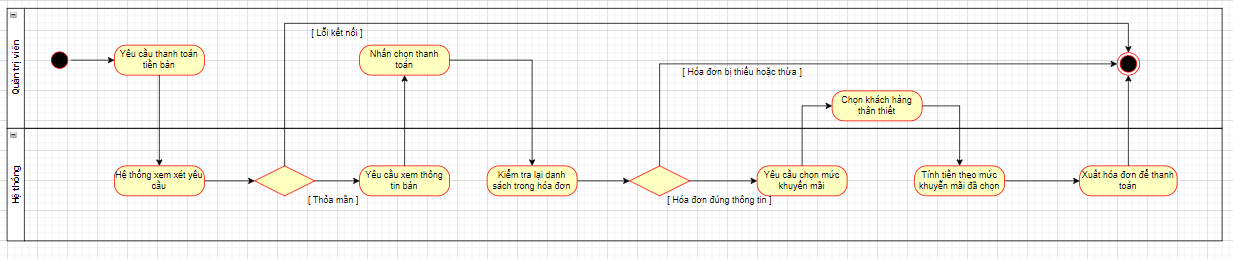 Quản trị viên
Yêu cầu thanh toán
tiền bán
[ Lỗi kết nối ]
Nhấn chọn thanh
toán
[ Hóa đơn bị thiếu hoặc thừa ]
Chọn khách hàng
thân thiết
Hệ thống
Hệ thống xem xét yêu
cầu
[ Thỏa mãn ]
Yêu cầu xem thông
tin bàn
Kiểm tra lại danh
sách trong hóa đơn
[ Hóa đơn đúng thông tin ]
Yêu cầu chọn mức
khuyến mãi
Tính tiền theo mức
khuyễn mãi đã chọn
Xuất hóa đơn để thanh
toán